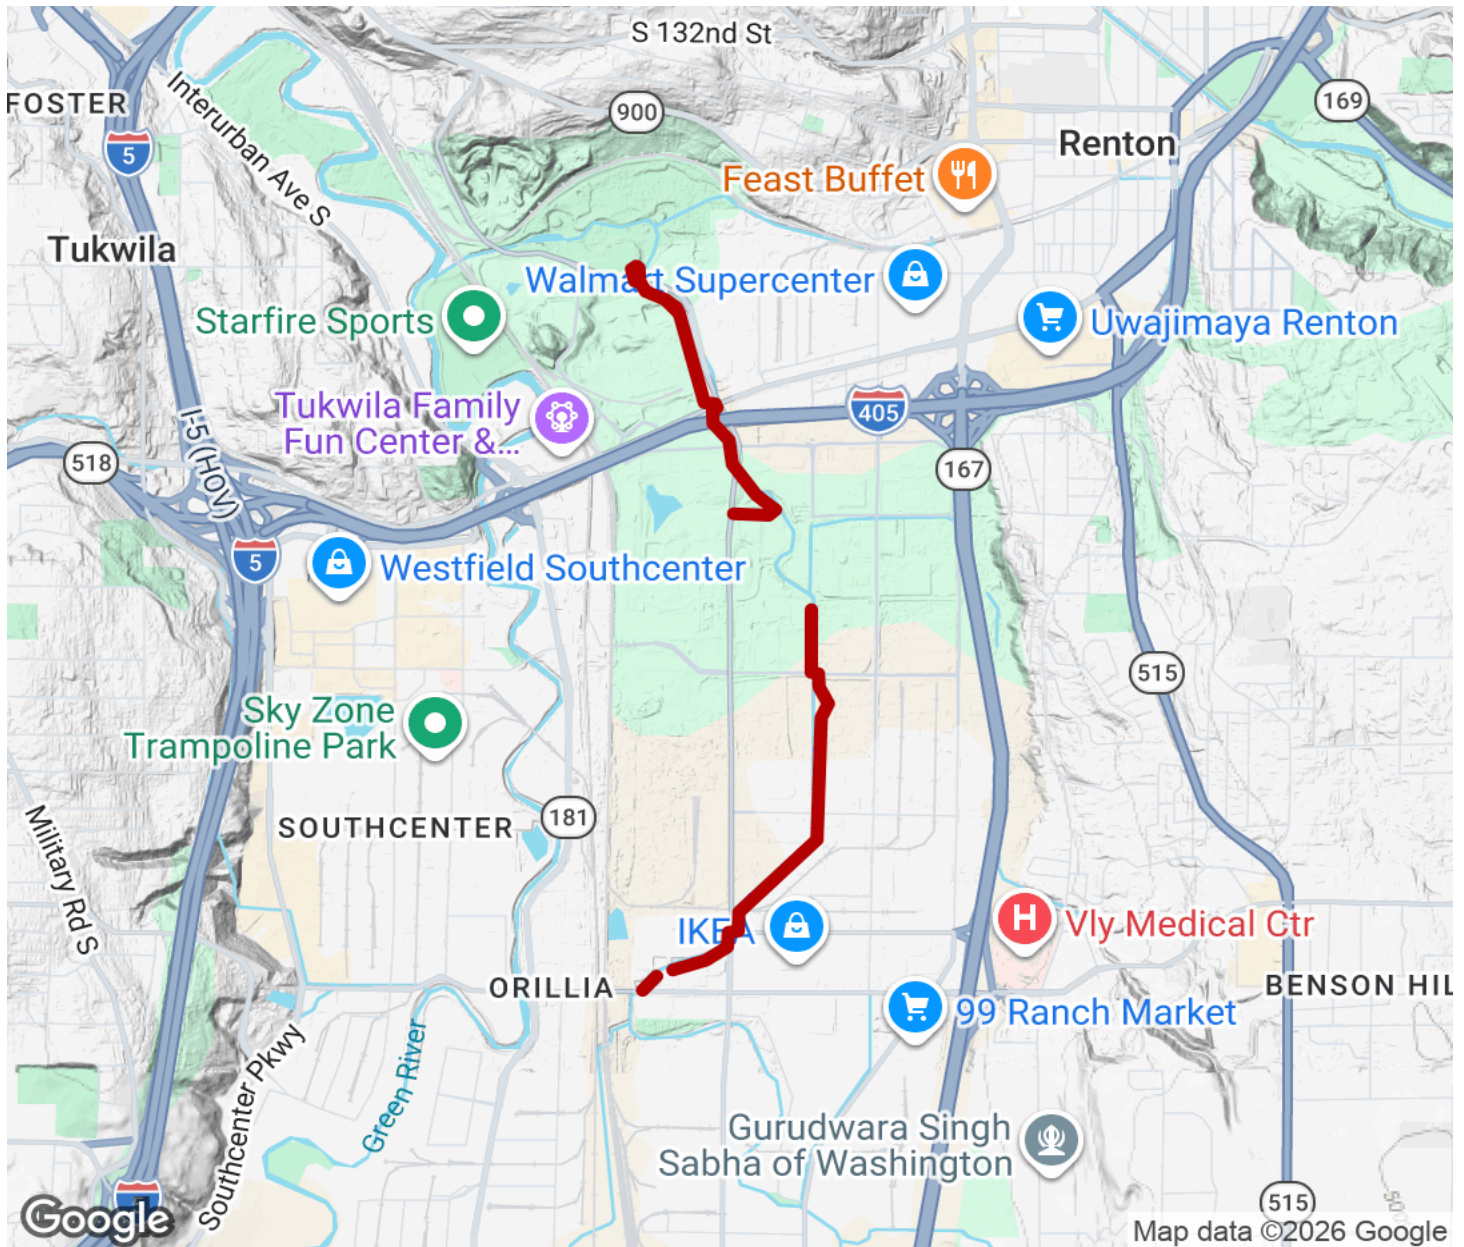 S 132nd St
FOSTER
Interurban Ave S
900
169
5
Renton
Feast Buffet
Tukwila
Walmart Supercenter
Starfire Sports
Uwajimaya Renton
Tukwila Family
Fun Center &...
405
I-5 (HOV)
518
167
5
Westfield Southcenter
515
Sky Zone
Trampoline Park
Military Rd S
SOUTHCENTER
181
IKEA
H
Vly Medical Ctr
ORILLIA
BENSON HIL
99 Ranch Market
Southcenter Pkwy
Green River
Gurudwara Singh
Sabha of Washington
515
Google
Map data ©2026 Google